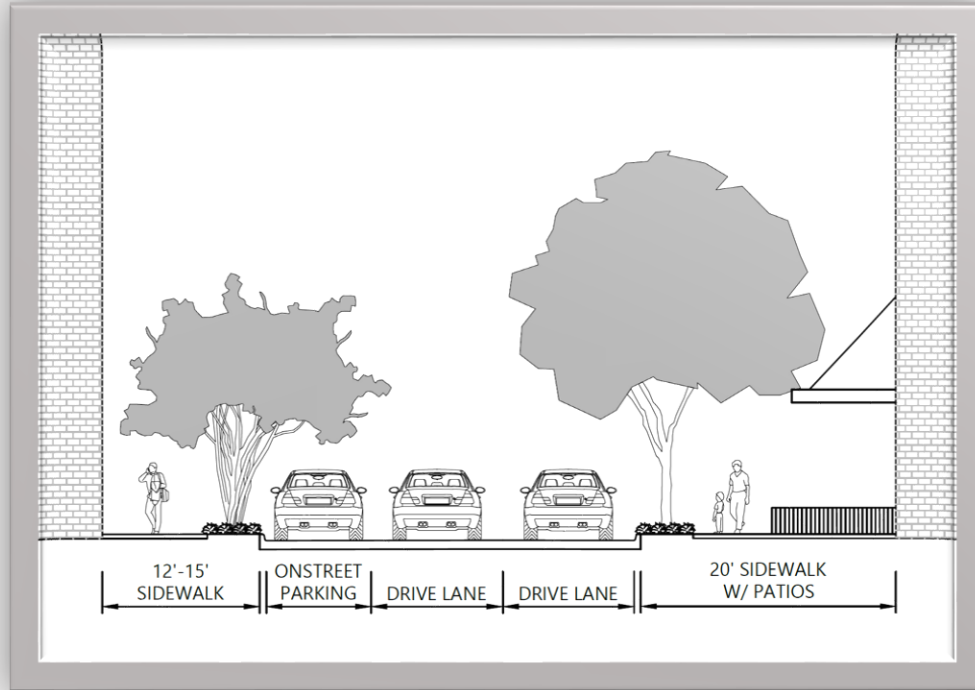 12'-15'
SIDEWALK
ONSTREET
PARKING
DRIVE LANE
DRIVE LANE
20' SIDEWALK
W/ PATIOS